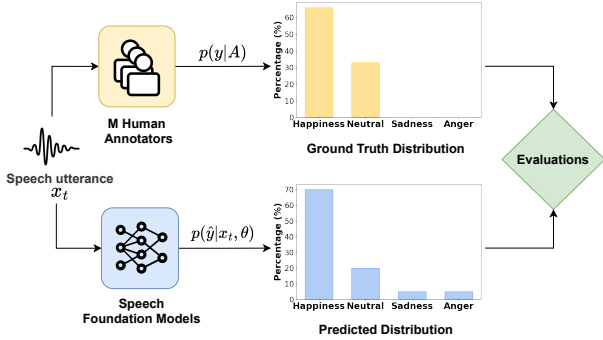 M Human
Annotators
p(y|A)
Percentage (%)
60
50
40
30
20
10
0
Happiness Neutral Sadness Anger
Ground Truth Distribution
Speech utterance
x_t
Evaluations
Speech
Foundation Models
p(ŷ|x_t, θ)
Percentage (%)
70
60
50
40
30
20
10
0
Happiness Neutral Sadness Anger
Predicted Distribution